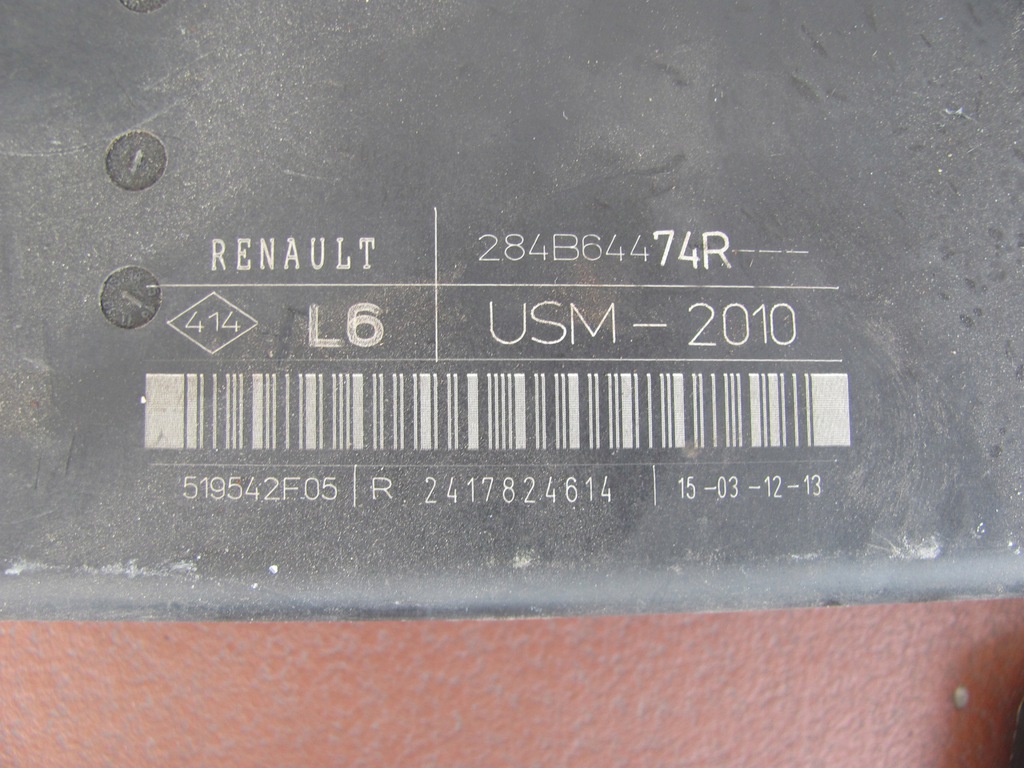 RENAULT 284B64474R---
414 L6 USM - 2010
519542F.05 R 2417824614 15-03-12-13